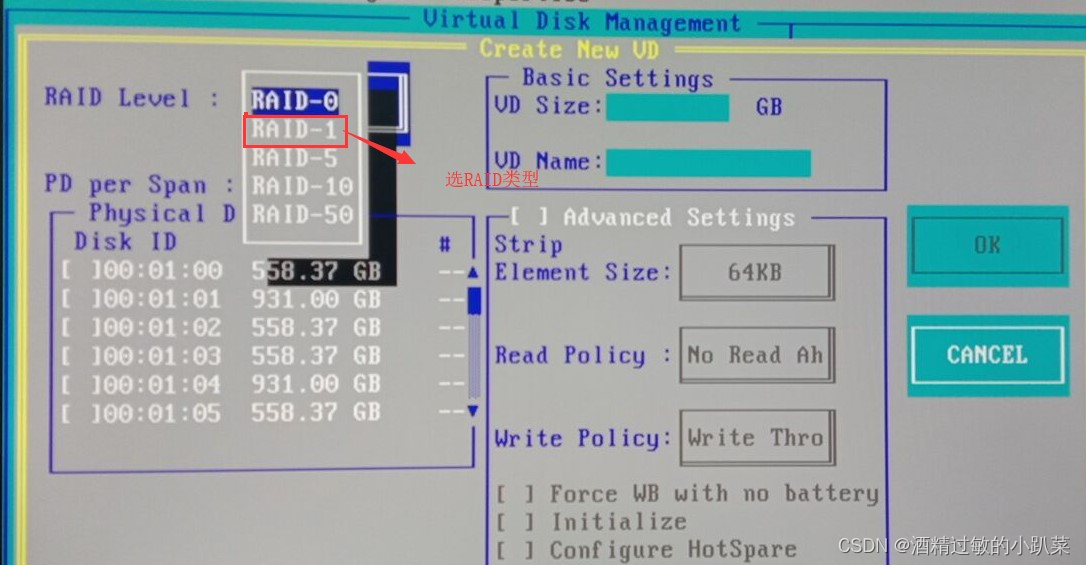 Virtual Disk Management
Create New VD
RAID Level :
RAID-0
RAID-1
RAID-5
RAID-10
RAID-50
选RAID类型
PD per Span :
Physical D
Disk ID #
[ ]00:01:00 558.37 GB --
[ ]00:01:01 931.00 GB --
[ ]00:01:02 558.37 GB --
[ ]00:01:03 558.37 GB --
[ ]00:01:04 931.00 GB --
[ ]00:01:05 558.37 GB --
Basic Settings
VD Size: GB
VD Name:
[ ] Advanced Settings
Strip
Element Size: 64KB
Read Policy : No Read Ah
Write Policy: Write Thro
[ ] Force WB with no battery
[ ] Initialize
[ ] Configure HotSpare
OK
CANCEL
CSDN @酒精过敏的小趴菜